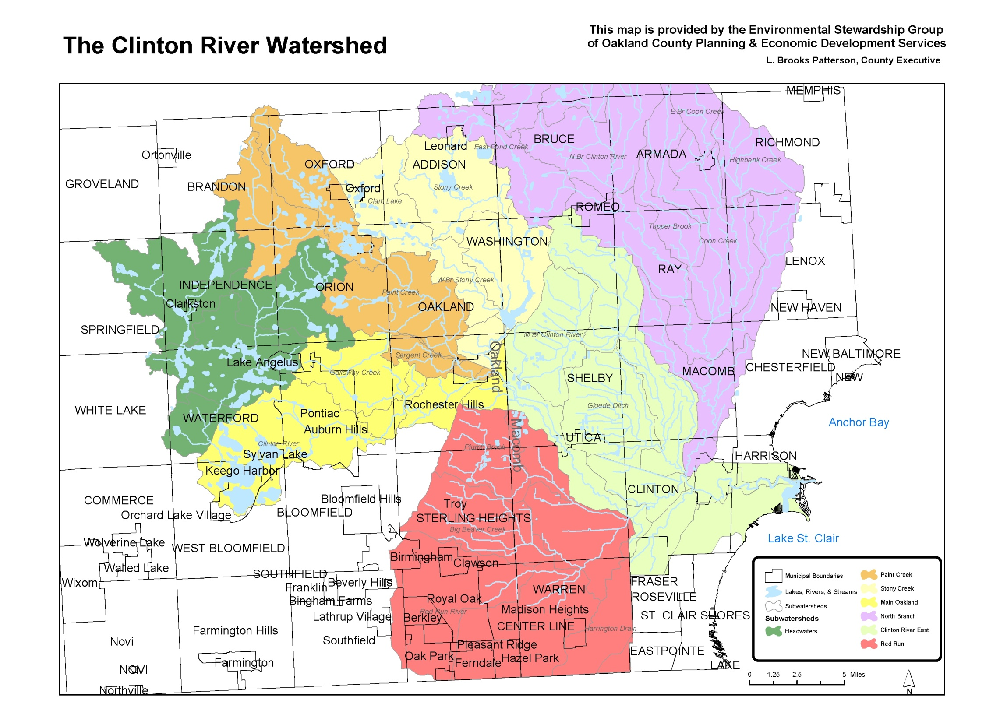 The Clinton River Watershed
This map is provided by the Environmental Stewardship Group
of Oakland County Planning & Economic Development Services
L. Brooks Patterson, County Executive
MEMPHIS
E Br Coon Creek
BRUCE
RICHMOND
Leonard
East Pond Creek
Ortonville
N Br Clinton River
ARMADA
Highbank Creek
OXFORD
ADDISON
GROVELAND
BRANDON
Oxford
Stony Creek
Clam Lake
ROMEO
Tupper Brook
WASHINGTON
Coon Creek
LENOX
RAY
INDEPENDENCE
ORION
W Br Stony Creek
Paint Creek
Clarkston
OAKLAND
NEW HAVEN
SPRINGFIELD
M Br Clinton River
Oakland
Sargent Creek
NEW BALTIMORE
Lake Angelus
CHESTERFIELD
Galloway Creek
MACOMB
SHELBY
NEW
WHITE LAKE
Rochester Hills
Gloede Ditch
WATERFORD
Pontiac
Anchor Bay
Auburn Hills
Macomb
UTICA
Clinton River
Plumb Brook
Sylvan Lake
HARRISON
Keego Harbor
CLINTON
COMMERCE
Bloomfield Hills
Troy
Orchard Lake Village
BLOOMFIELD
STERLING HEIGHTS
Big Beaver Creek
Lake St. Clair
Wolverine Lake
WEST BLOOMFIELD
Birmingham
Clawson
Walled Lake
SOUTHFIELD
Wixom
Franklin
Beverly Hills
FRASER
WARREN
Bingham Farms
Royal Oak
ROSEVILLE
Red Run River
Madison Heights
Lathrup Village
Berkley
ST. CLAIR SHORES
CENTER LINE
Harrington Drain
Farmington Hills
Novi
Southfield
Pleasant Ridge
EASTPOINTE
Oak Park
Ferndale
Hazel Park
Farmington
LAKE
NOVI
Northville
Municipal Boundaries
Lakes, Rivers, & Streams
Subwatersheds
Subwatersheds
Headwaters
Paint Creek
Stony Creek
Main Oakland
North Branch
Clinton River East
Red Run
0 1.25 2.5 5 Miles
N